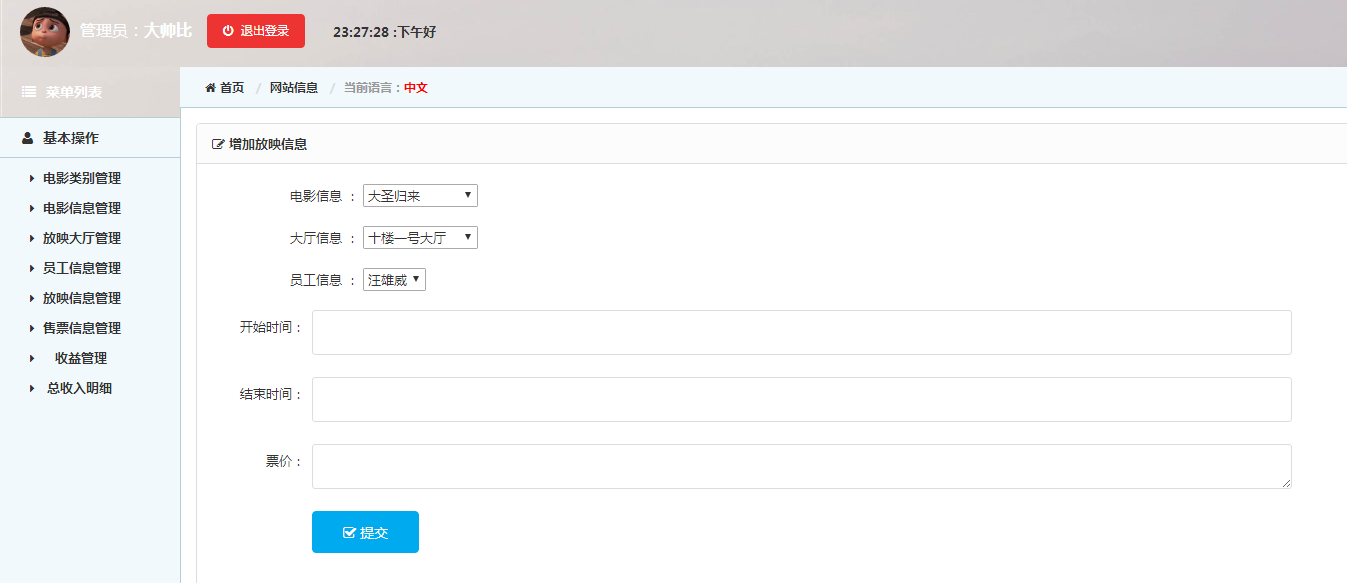 管理员：大帅比 退出登录 23:27:28 :下午好
菜单列表
首页 / 网站信息 / 当前语言：中文
基本操作
电影类别管理
电影信息管理
放映大厅管理
员工信息管理
放映信息管理
售票信息管理
收益管理
总收入明细
增加放映信息
电影信息 ： 大圣归来
大厅信息 ： 十楼一号大厅
员工信息 ： 汪雄威
开始时间：
结束时间：
票价：
提交